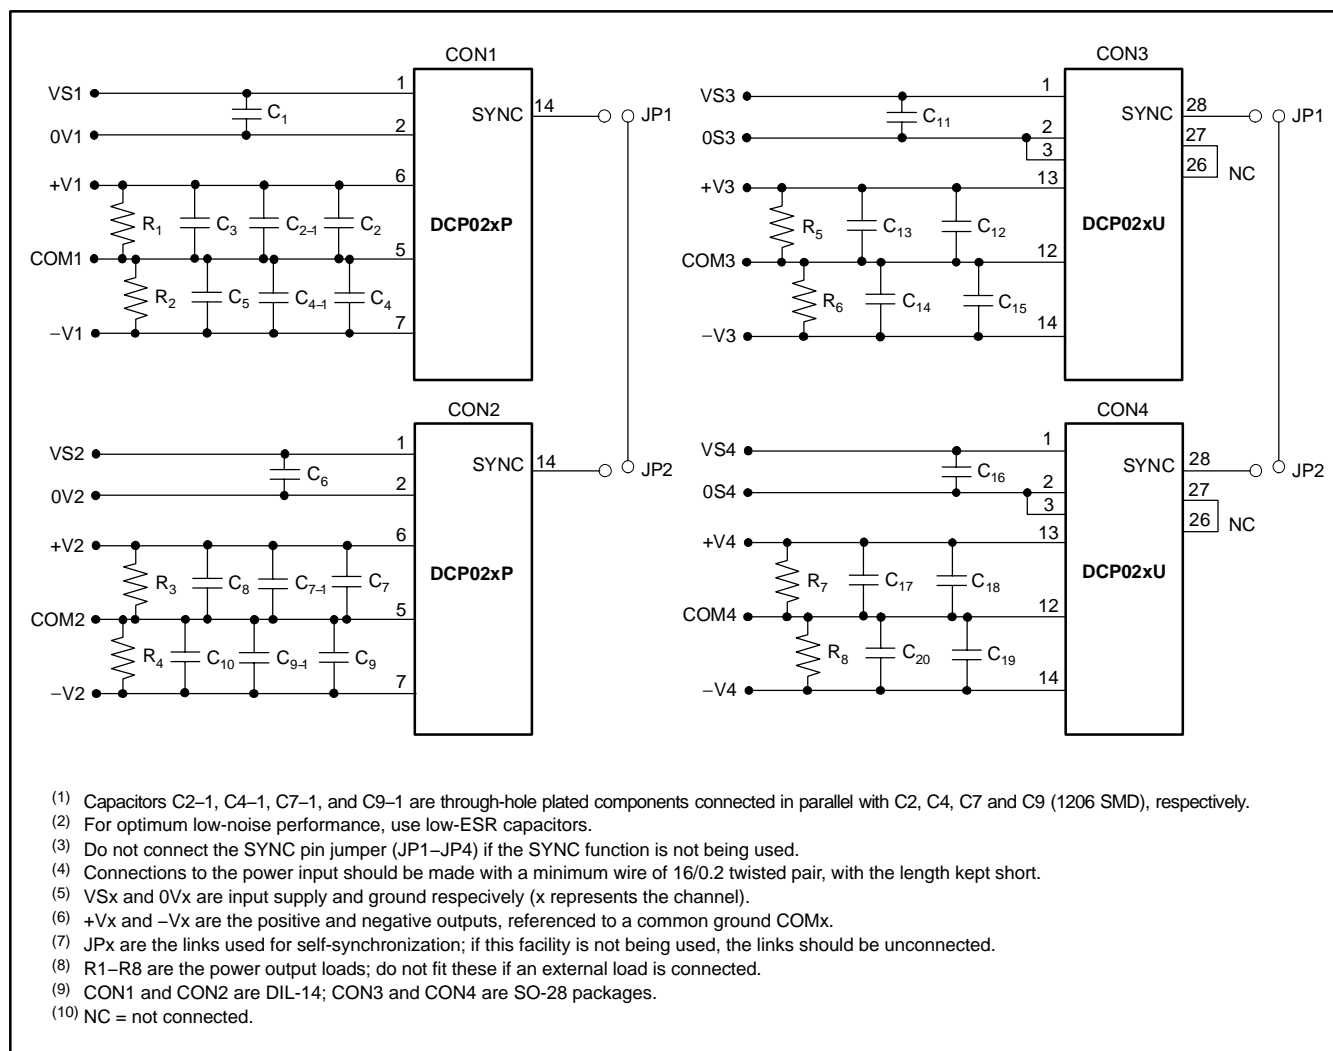 CON1
VS1
1
C1
SYNC
14
JP1
0V1
2
+V1
6
R1
C3
C2–1
C2
DCP02xP
COM1
5
R2
C5
C4–1
C4
–V1
7
CON2
VS2
1
C6
SYNC
14
JP2
0V2
2
+V2
6
R3
C8
C7–1
C7
DCP02xP
COM2
5
R4
C10
C9–1
C9
–V2
7
CON3
VS3
1
C11
SYNC
28
JP1
0S3
2
27
3
26
NC
+V3
13
R5
C13
C12
DCP02xU
COM3
12
R6
C14
C15
–V3
14
CON4
VS4
1
C16
SYNC
28
JP2
0S4
2
27
3
26
NC
+V4
13
R7
C17
C18
DCP02xU
COM4
12
R8
C20
C19
–V4
14
(1) Capacitors C2–1, C4–1, C7–1, and C9–1 are through-hole plated components connected in parallel with C2, C4, C7 and C9 (1206 SMD), respectively.
(2) For optimum low-noise performance, use low-ESR capacitors.
(3) Do not connect the SYNC pin jumper (JP1–JP4) if the SYNC function is not being used.
(4) Connections to the power input should be made with a minimum wire of 16/0.2 twisted pair, with the length kept short.
(5) VSx and 0Vx are input supply and ground respecively (x represents the channel).
(6) +Vx and –Vx are the positive and negative outputs, referenced to a common ground COMx.
(7) JPx are the links used for self-synchronization; if this facility is not being used, the links should be unconnected.
(8) R1–R8 are the power output loads; do not fit these if an external load is connected.
(9) CON1 and CON2 are DIL-14; CON3 and CON4 are SO-28 packages.
(10) NC = not connected.